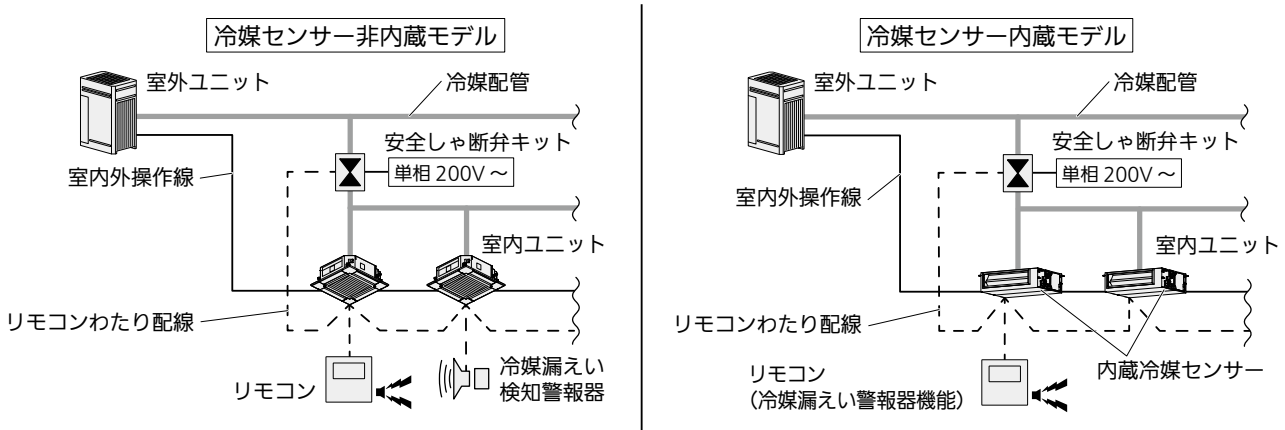 冷媒センサー非内蔵モデル
室外ユニット
冷媒配管
安全しゃ断弁キット
単相 200V ～
室内外操作線
室内ユニット
リモコンわたり配線
リモコン
冷媒漏えい
検知警報器
冷媒センサー内蔵モデル
室外ユニット
冷媒配管
安全しゃ断弁キット
単相 200V ～
室内外操作線
室内ユニット
リモコンわたり配線
リモコン
（冷媒漏えい警報器機能）
内蔵冷媒センサー